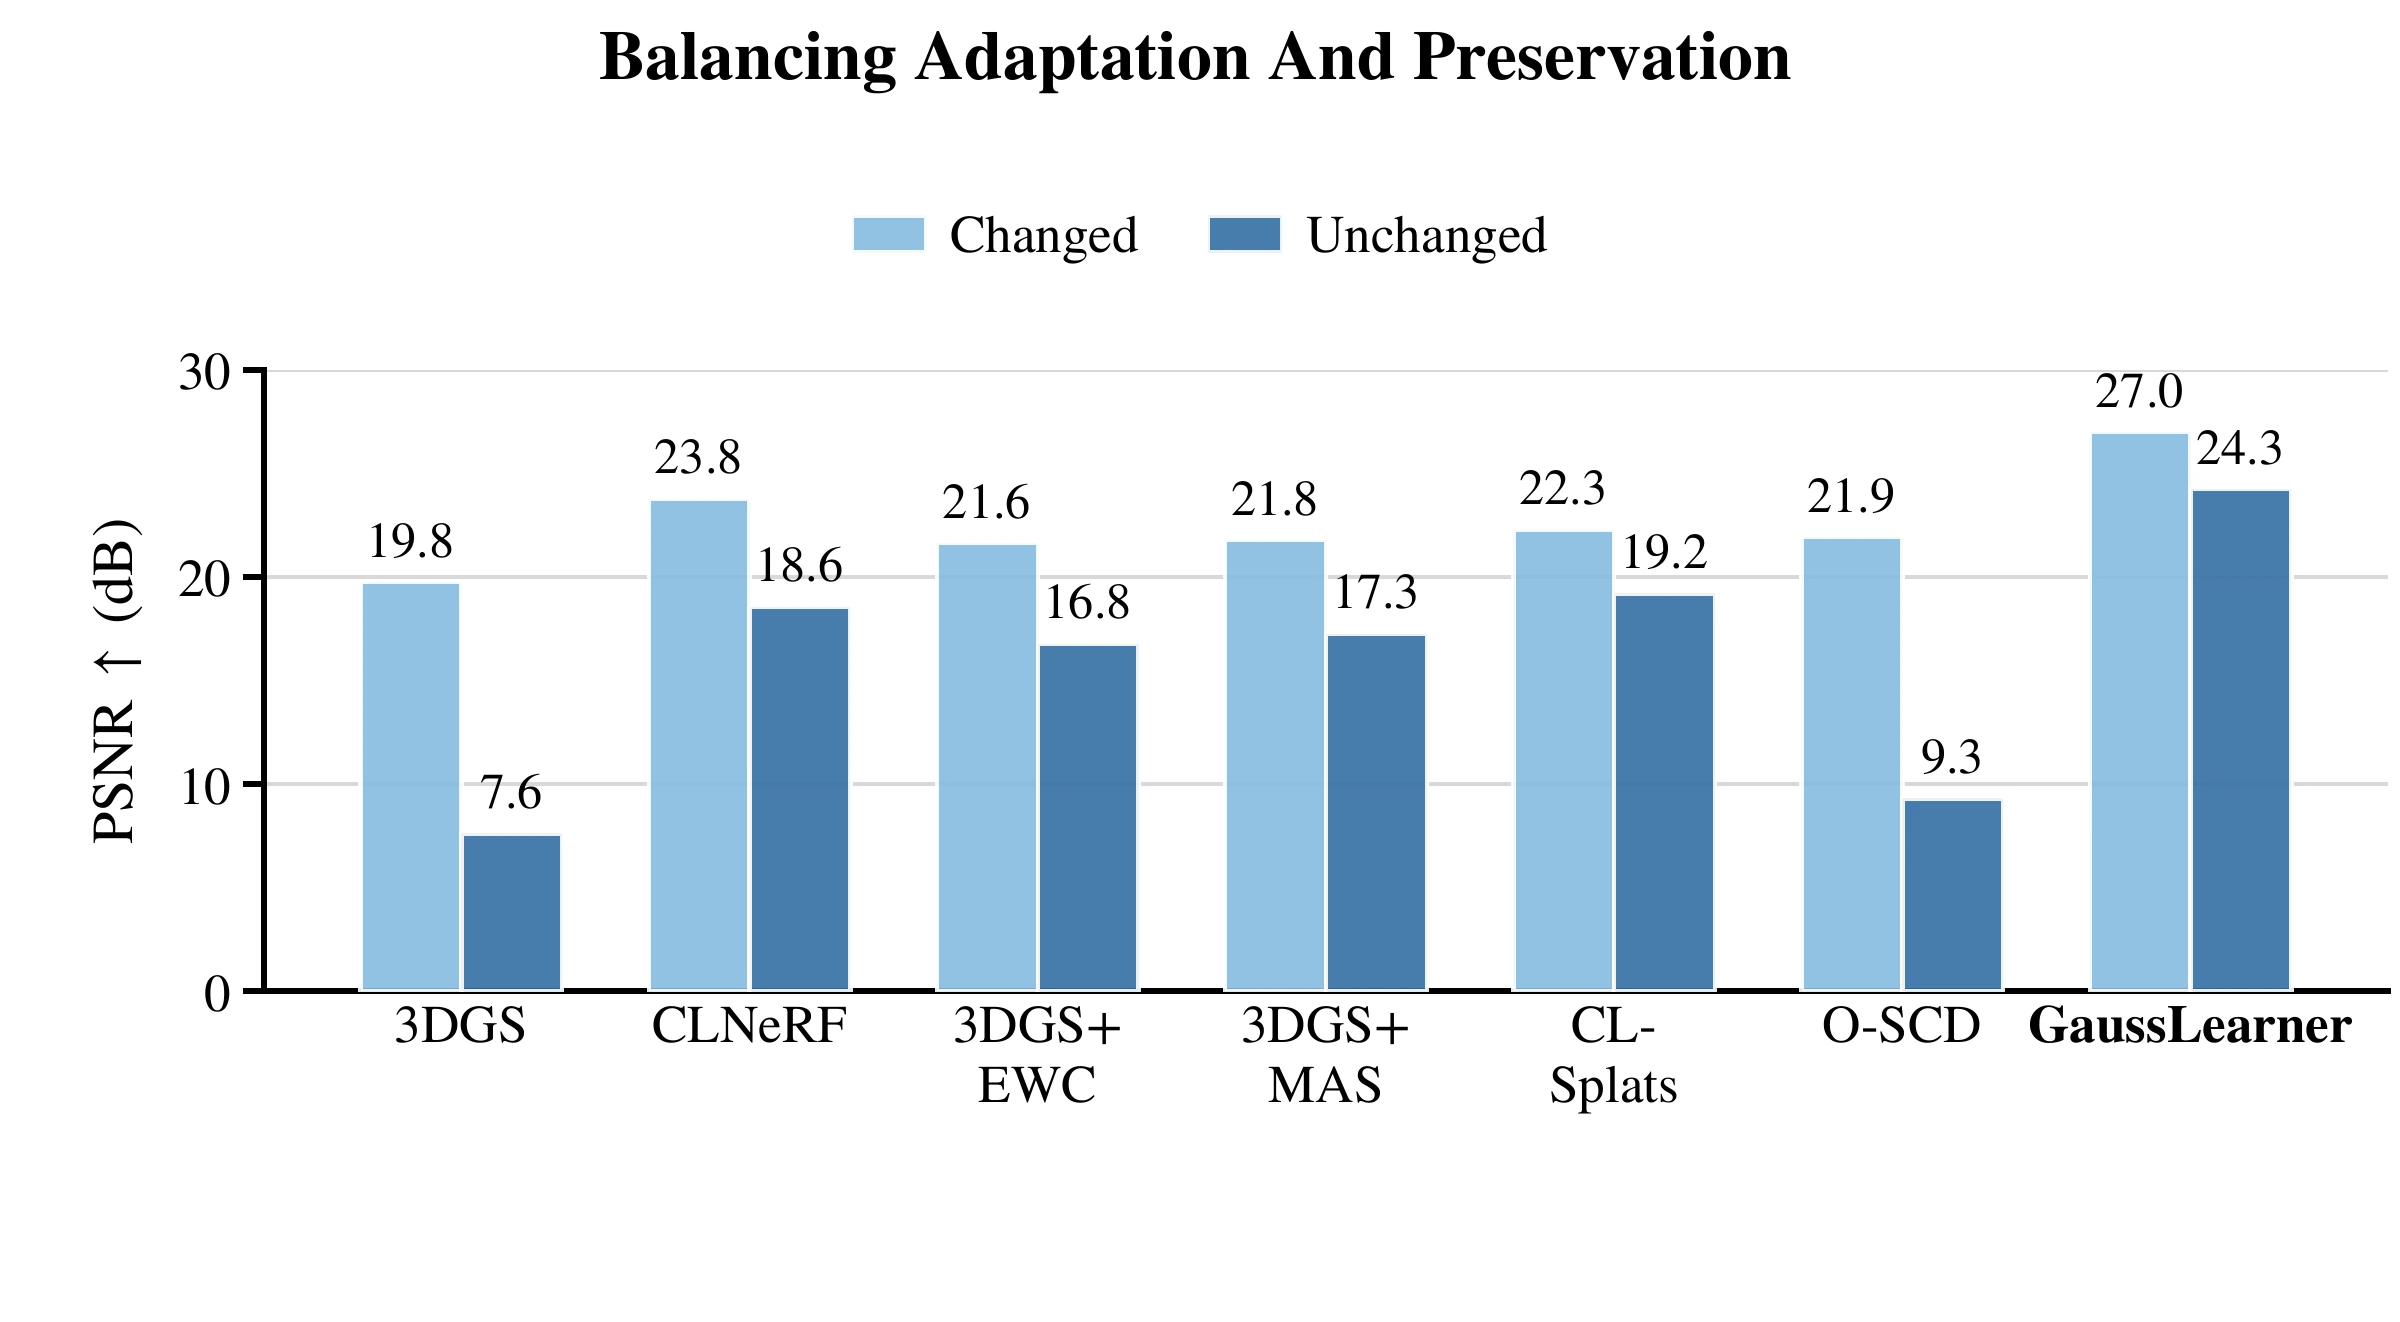 Balancing Adaptation And Preservation
Changed Unchanged
PSNR ↑ (dB)
30
20
10
0
19.8 7.6
23.8 18.6
21.6 16.8
21.8 17.3
22.3 19.2
21.9 9.3
27.0 24.3
3DGS
CLNeRF
3DGS+
EWC
3DGS+
MAS
CL-
Splats
O-SCD
GaussLearner